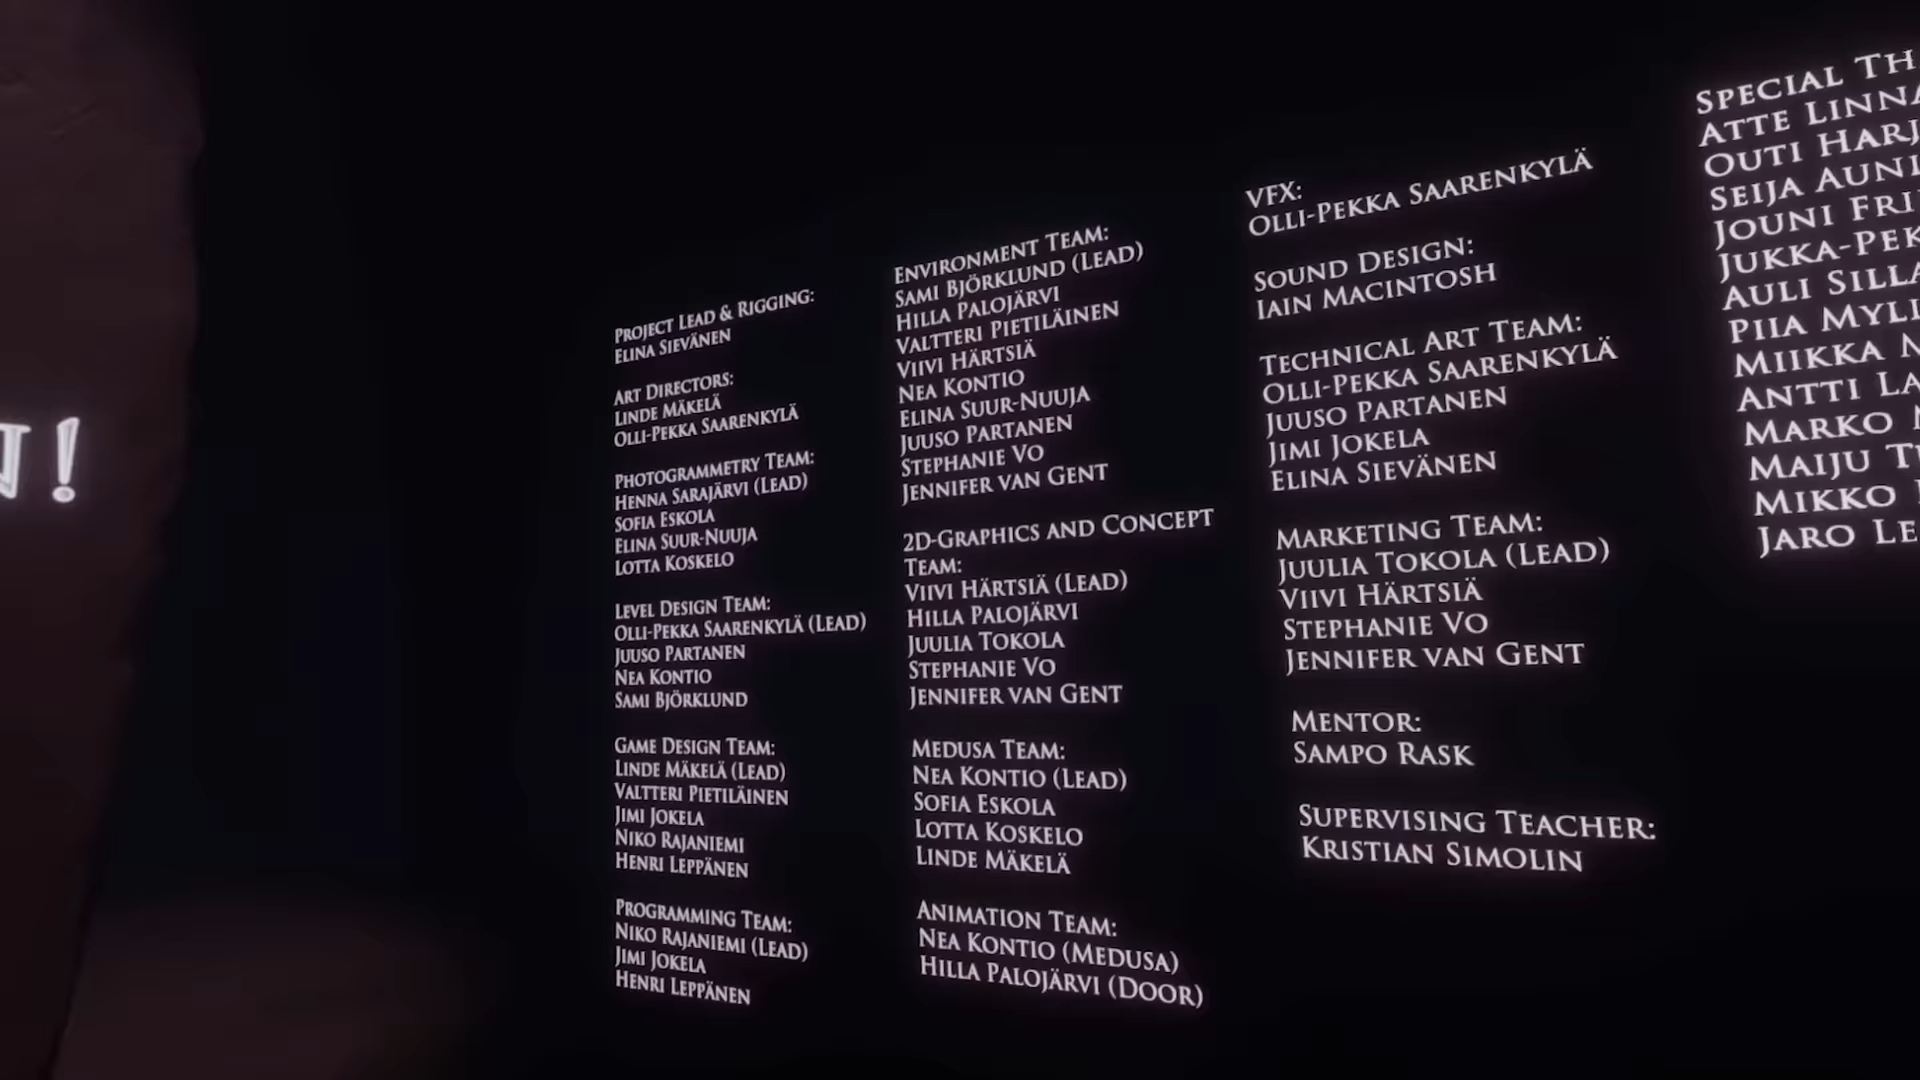 !
Project Lead & Rigging:
Elina Sievänen
Art Directors:
Linde Mäkelä
Olli-Pekka Saarenkylä
Photogrammetry Team:
Henna Sarajärvi (Lead)
Sofia Eskola
Elina Suur-Nuuja
Lotta Koskelo
Level Design Team:
Olli-Pekka Saarenkylä (Lead)
Juuso Partanen
Nea Kontio
Sami Björklund
Game Design Team:
Linde Mäkelä (Lead)
Valtteri Pietiläinen
Jimi Jokela
Niko Rajaniemi
Henri Leppänen
Programming Team:
Niko Rajaniemi (Lead)
Jimi Jokela
Henri Leppänen
Environment Team:
Sami Björklund (Lead)
Hilla Palojärvi
Valtteri Pietiläinen
Viivi Härtsiä
Nea Kontio
Elina Suur-Nuuja
Juuso Partanen
Stephanie Vo
Jennifer van Gent
2D-Graphics and Concept
Team:
Viivi Härtsiä (Lead)
Hilla Palojärvi
Juulia Tokola
Stephanie Vo
Jennifer van Gent
Medusa Team:
Nea Kontio (Lead)
Sofia Eskola
Lotta Koskelo
Linde Mäkelä
Animation Team:
Nea Kontio (Medusa)
Hilla Palojärvi (Door)
VFX:
Olli-Pekka Saarenkylä
Sound Design:
Iain Macintosh
Technical Art Team:
Olli-Pekka Saarenkylä
Juuso Partanen
Jimi Jokela
Elina Sievänen
Marketing Team:
Juulia Tokola (Lead)
Viivi Härtsiä
Stephanie Vo
Jennifer van Gent
Mentor:
Sampo Rask
Supervising Teacher:
Kristian Simolin
Special
Atte
Outi
Seija
Jouni
Jukka-
Auli
Piia
Miikka
Antti
Marko
Maiju
Mikko
Jaro